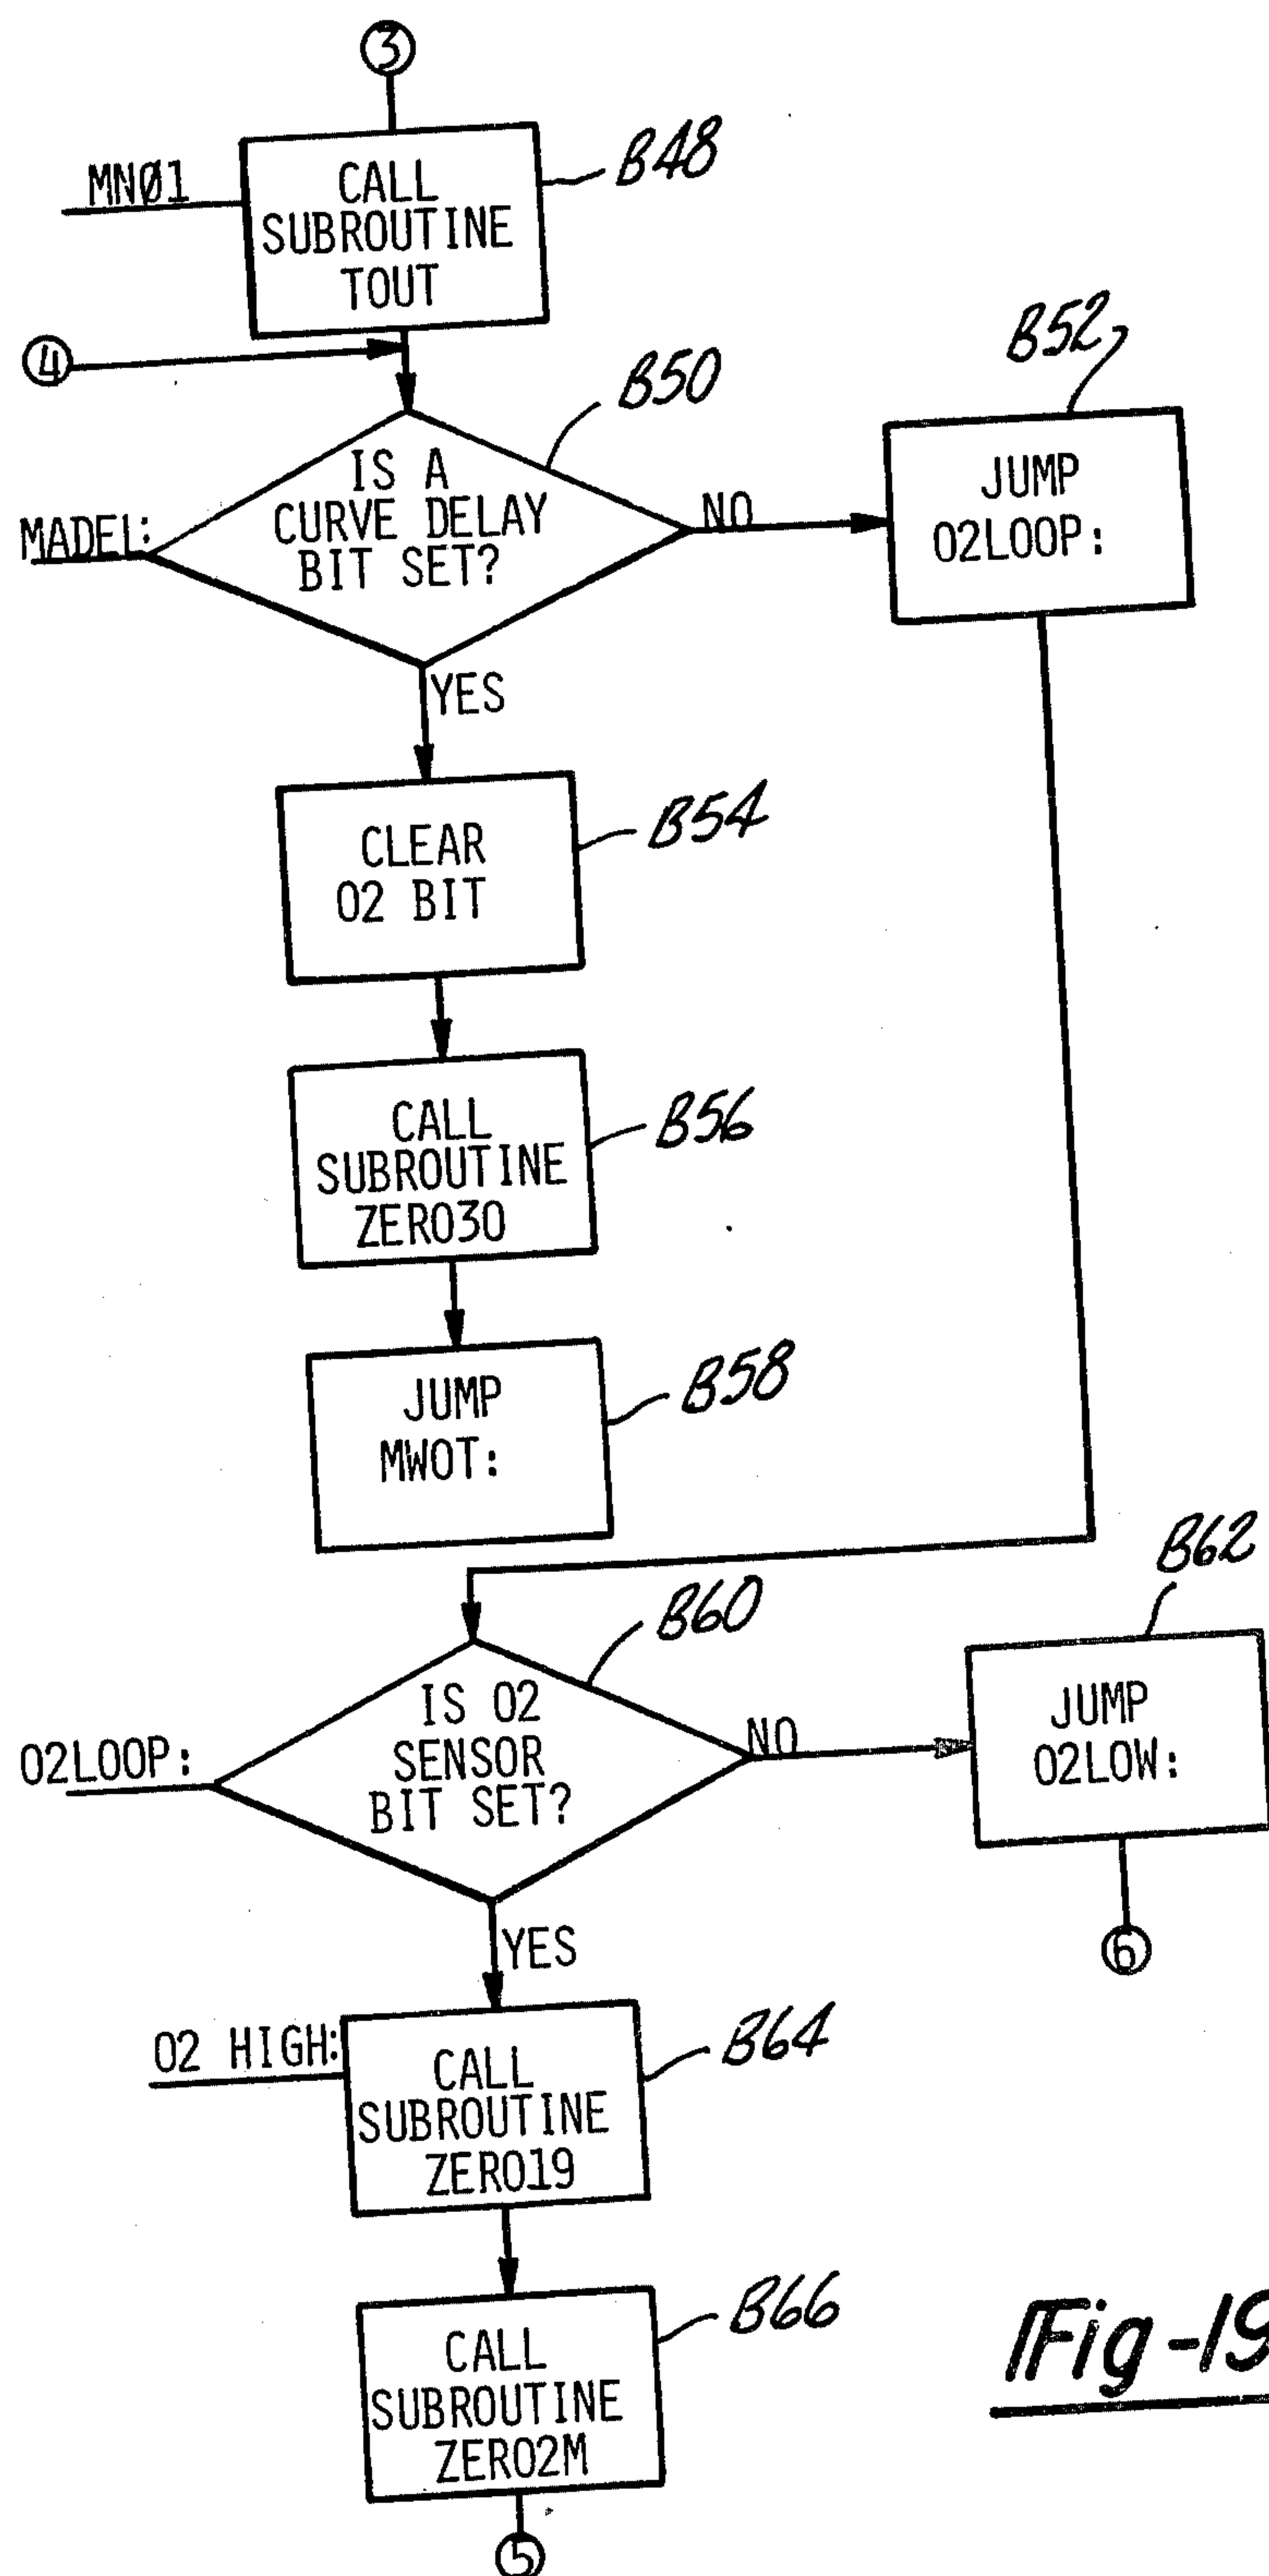 3
MNØ1
CALL
SUBROUTINE
TOUT
B48
4
MADEL:
IS A
CURVE DELAY
BIT SET?
B50
NO
B52
JUMP
O2LOOP:
YES
CLEAR
O2 BIT
B54
CALL
SUBROUTINE
ZERO30
B56
JUMP
MWOT:
B58
O2LOOP:
IS O2
SENSOR
BIT SET?
B60
NO
B62
JUMP
O2LOW:
6
YES
O2 HIGH:
CALL
SUBROUTINE
ZERO19
B64
CALL
SUBROUTINE
ZERO2M
B66
5
Fig-19